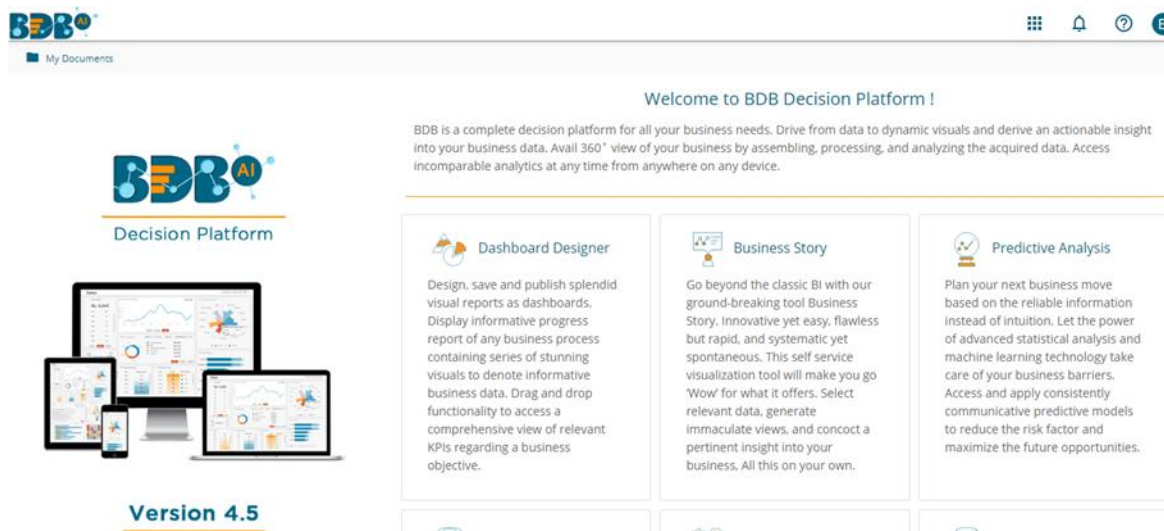 BDB AI
My Documents
Welcome to BDB Decision Platform !
BDB is a complete decision platform for all your business needs. Drive from data to dynamic visuals and derive an actionable insight
into your business data. Avail 360˚ view of your business by assembling, processing, and analyzing the acquired data. Access
incomparable analytics at any time from anywhere on any device.
BDB AI
Decision Platform
Version 4.5
Dashboard Designer
Design, save and publish splendid
visual reports as dashboards.
Display informative progress
report of any business process
containing series of stunning
visuals to denote informative
business data. Drag and drop
functionality to access a
comprehensive view of relevant
KPIs regarding a business
objective.
Business Story
Go beyond the classic BI with our
ground-breaking tool Business
Story. Innovative yet easy, flawless
but rapid, and systematic yet
spontaneous. This self service
visualization tool will make you go
‘Wow’ for what it offers. Select
relevant data, generate
immaculate views, and concoct a
pertinent insight into your
business, All this on your own.
Predictive Analysis
Plan your next business move
based on the reliable information
instead of intuition. Let the power
of advanced statistical analysis and
machine learning technology take
care of your business barriers.
Access and apply consistently
communicative predictive models
to reduce the risk factor and
maximize the future opportunities.